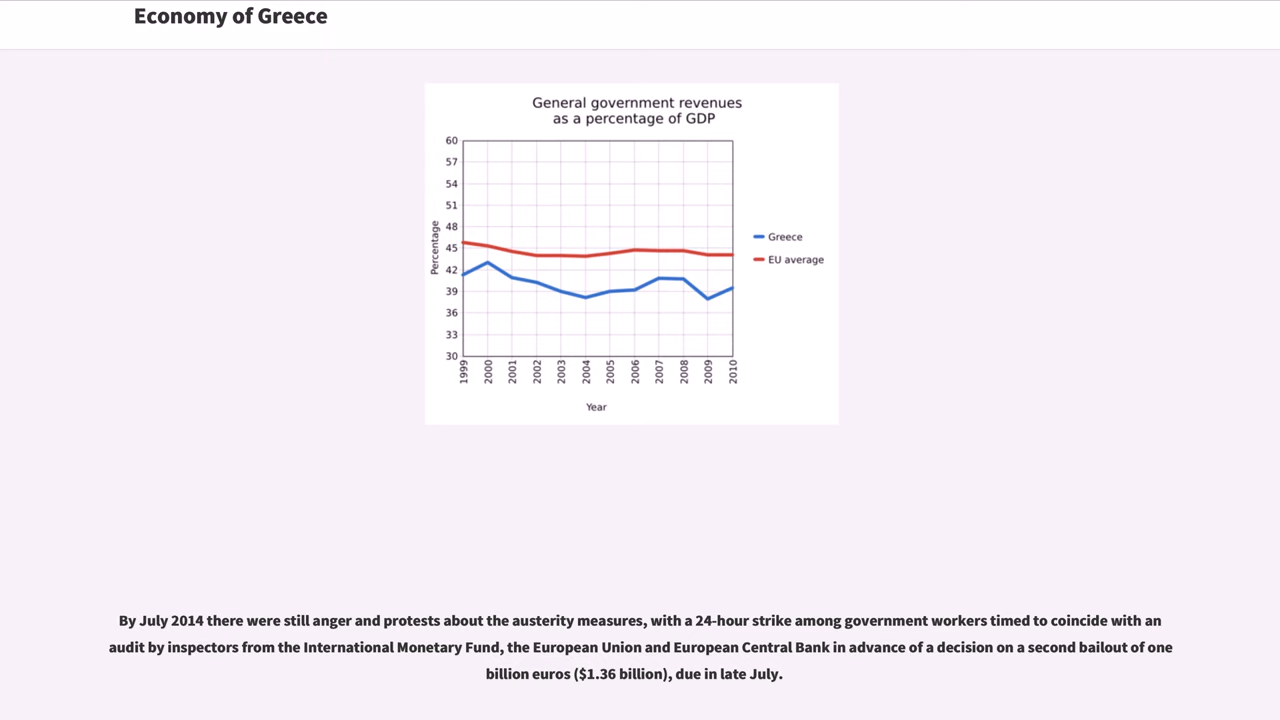 Economy of Greece
General government revenues
as a percentage of GDP
60
57
54
51
48
45
42
39
36
33
30
Percentage
1999
2000
2001
2002
2003
2004
2005
2006
2007
2008
2009
2010
Year
Greece
EU average
By July 2014 there were still anger and protests about the austerity measures, with a 24-hour strike among government workers timed to coincide with an
audit by inspectors from the International Monetary Fund, the European Union and European Central Bank in advance of a decision on a second bailout of one
billion euros ($1.36 billion), due in late July.